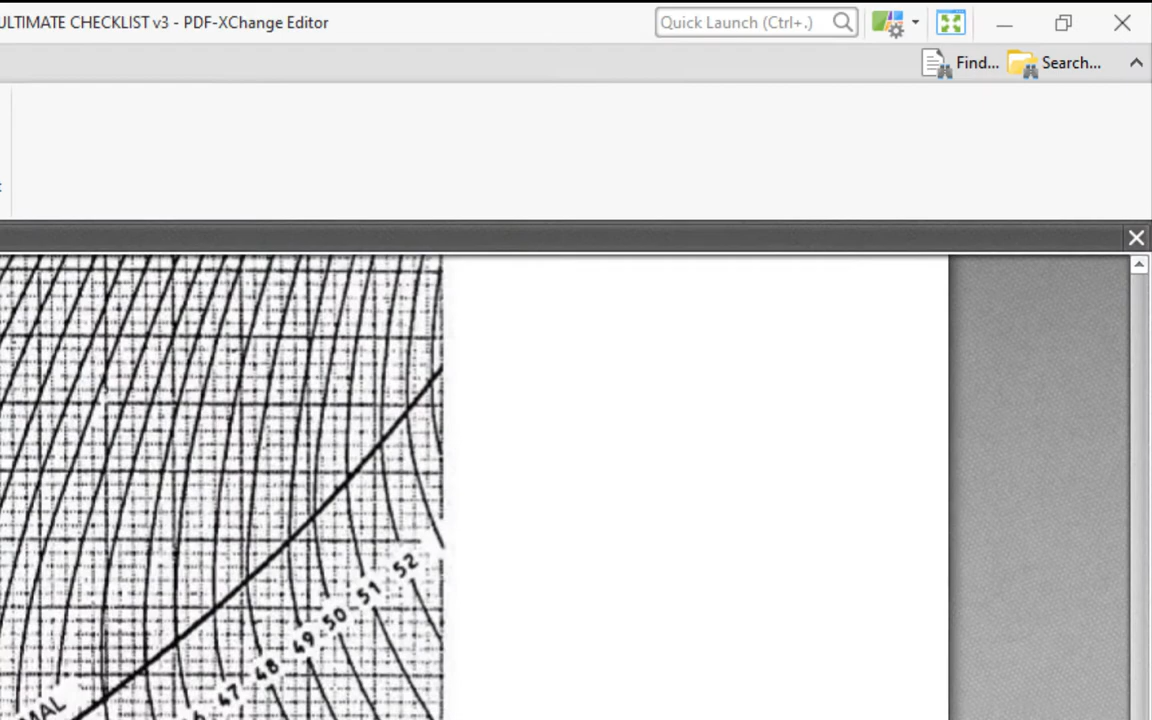 ULTIMATE CHECKLIST v3 - PDF-XChange Editor
Quick Launch (Ctrl+.)
Find...
Search...
52
51
50
49
48
47